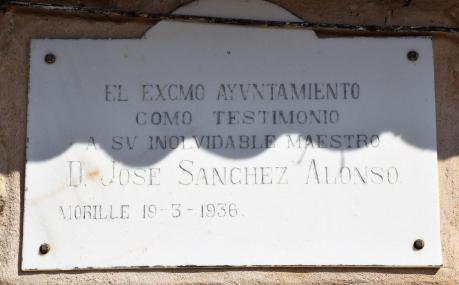 EL EXCMO AYVNTAMIENTO
COMO TESTIMONIO
A SV INOLVIDABLE MAESTRO
D. JOSE SANCHEZ ALONSO
MORILLE 19-3-1936